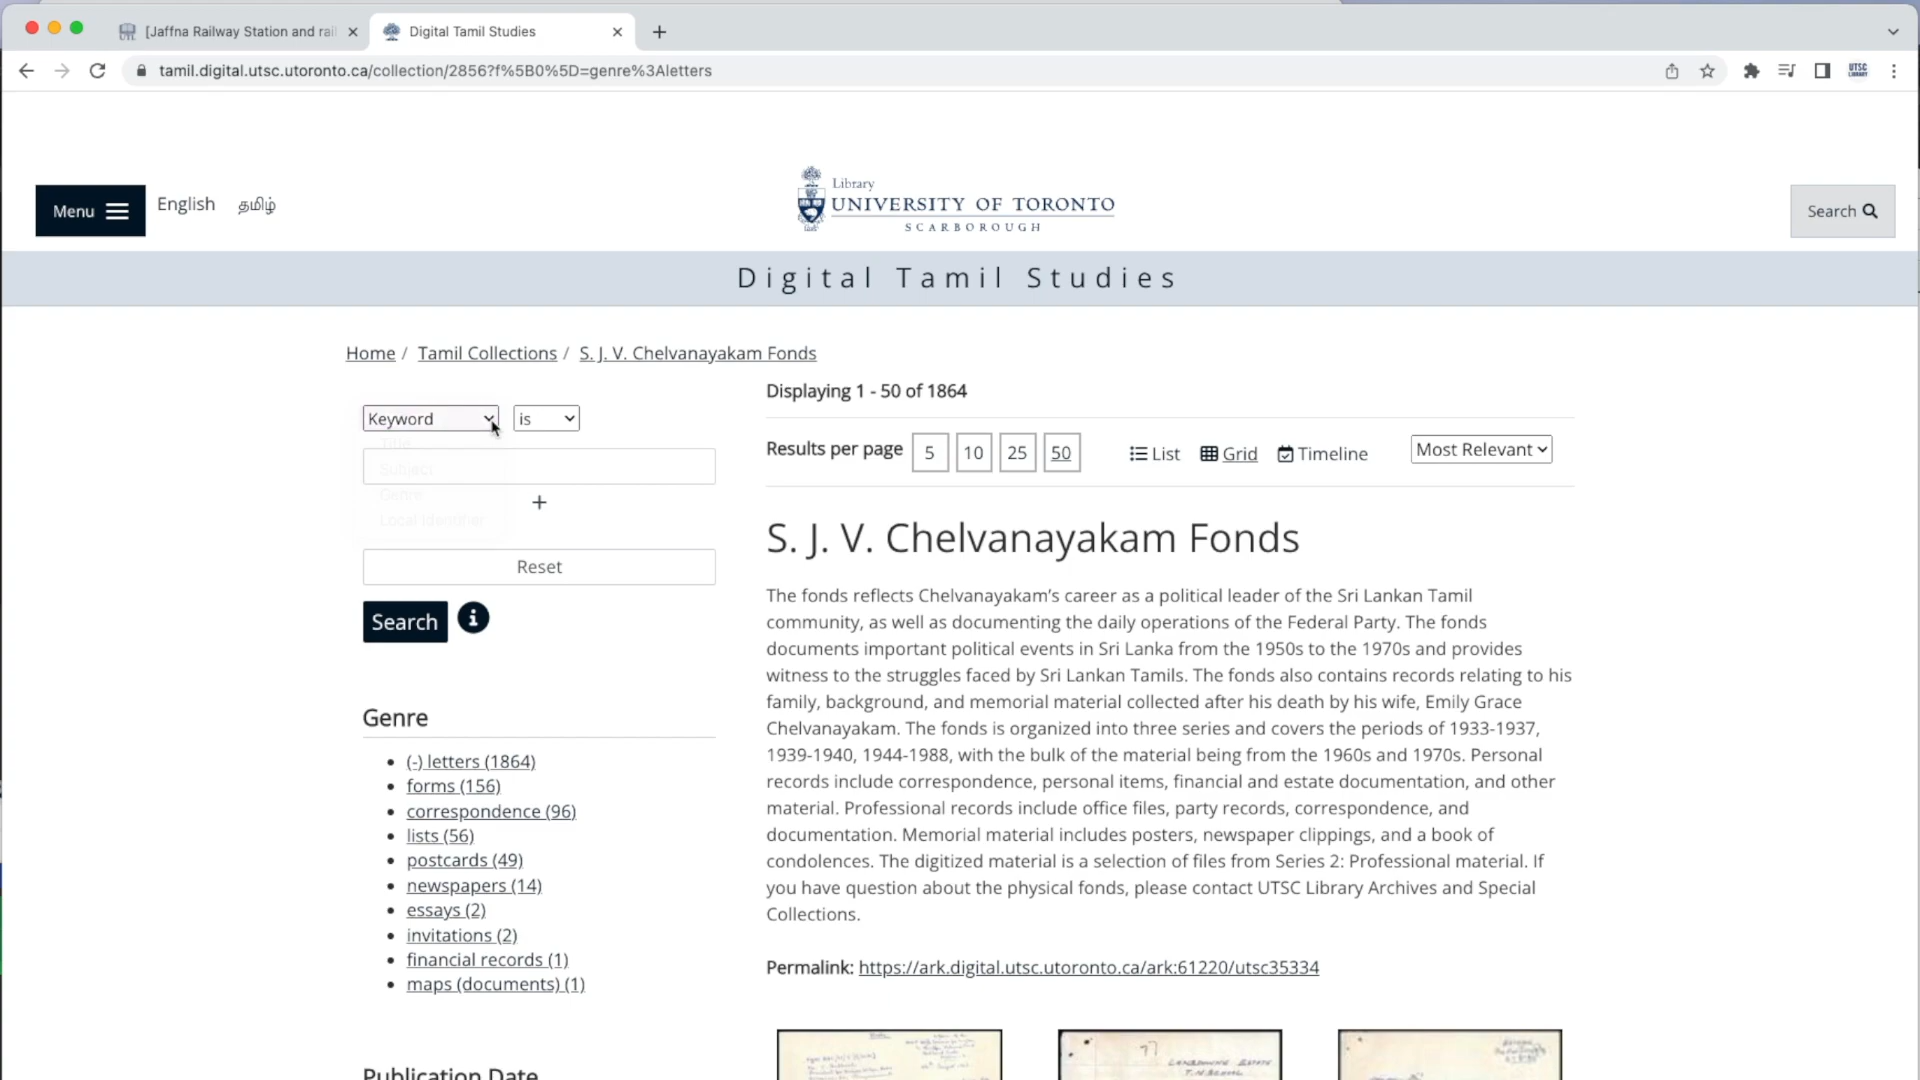 [Jaffna Railway Station and rail
Digital Tamil Studies
tamil.digital.utsc.utoronto.ca/collection/2856?f%5B0%5D=genre%3Aletters
UTSC
LIBRARY
Menu
English
தமிழ்
Library
UNIVERSITY OF TORONTO
SCARBOROUGH
Search
Digital Tamil Studies
Home / Tamil Collections / S. J. V. Chelvanayakam Fonds
Displaying 1 - 50 of 1864
Keyword
is
Title
Subject
Genre
Local Identifier
+
Reset
Search
Results per page 5 10 25 50
List
Grid
Timeline
Most Relevant
S. J. V. Chelvanayakam Fonds
The fonds reflects Chelvanayakam's career as a political leader of the Sri Lankan Tamil
community, as well as documenting the daily operations of the Federal Party. The fonds
documents important political events in Sri Lanka from the 1950s to the 1970s and provides
witness to the struggles faced by Sri Lankan Tamils. The fonds also contains records relating to his
family, background, and memorial material collected after his death by his wife, Emily Grace
Chelvanayakam. The fonds is organized into three series and covers the periods of 1933-1937,
1939-1940, 1944-1988, with the bulk of the material being from the 1960s and 1970s. Personal
records include correspondence, personal items, financial and estate documentation, and other
material. Professional records include office files, party records, correspondence, and
documentation. Memorial material includes posters, newspaper clippings, and a book of
condolences. The digitized material is a selection of files from Series 2: Professional material. If
you have question about the physical fonds, please contact UTSC Library Archives and Special
Collections.
Permalink: https://ark.digital.utsc.utoronto.ca/ark:61220/utsc35334
Genre
(-) letters (1864)
forms (156)
correspondence (96)
lists (56)
postcards (49)
newspapers (14)
essays (2)
invitations (2)
financial records (1)
maps (documents) (1)
Publication Date
77
LANSDOWNE ESTATE